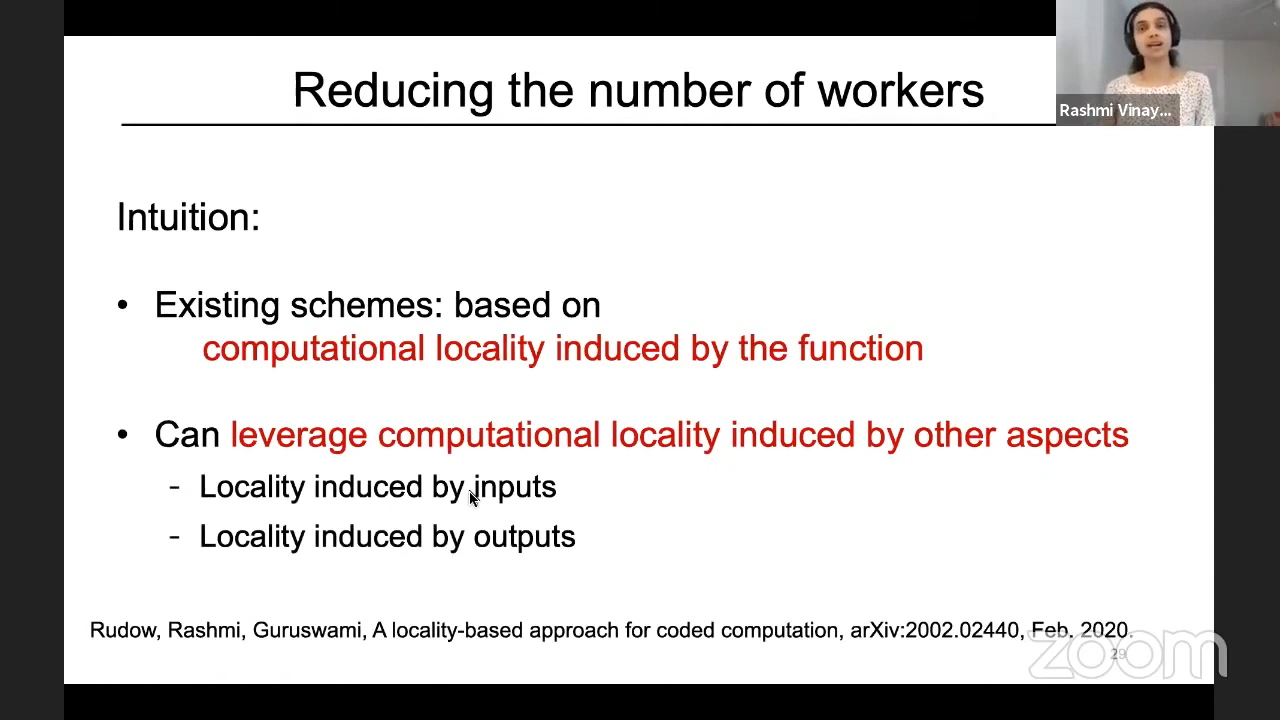 Reducing the number of workers
Rashmi Vinay...
Intuition:
• Existing schemes: based on
computational locality induced by the function
• Can leverage computational locality induced by other aspects
- Locality induced by inputs
- Locality induced by outputs
Rudow, Rashmi, Guruswami, A locality-based approach for coded computation, arXiv:2002.02440, Feb. 2020.
29
zoom